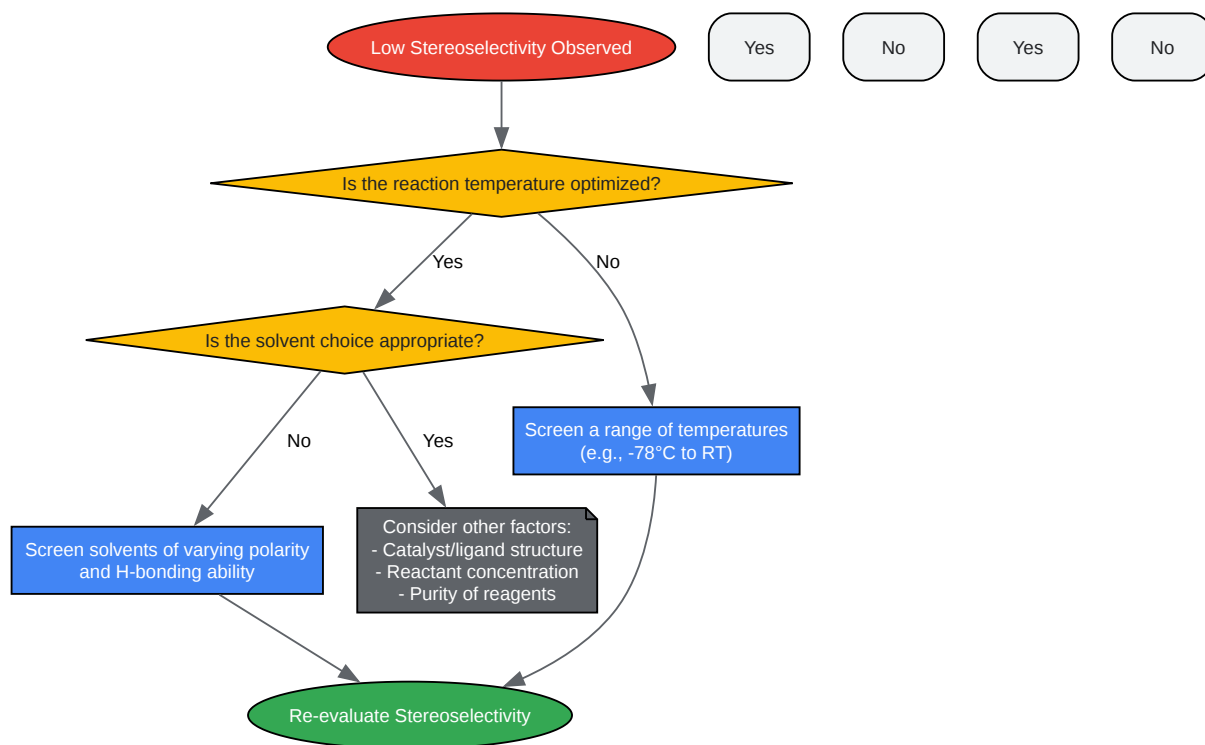 Low Stereoselectivity Observed
Yes
No
Yes
No
Is the reaction temperature optimized?
Yes
No
Is the solvent choice appropriate?
No
Yes
Screen a range of temperatures
(e.g., -78°C to RT)
Screen solvents of varying polarity
and H-bonding ability
Consider other factors:
- Catalyst/ligand structure
- Reactant concentration
- Purity of reagents
Re-evaluate Stereoselectivity